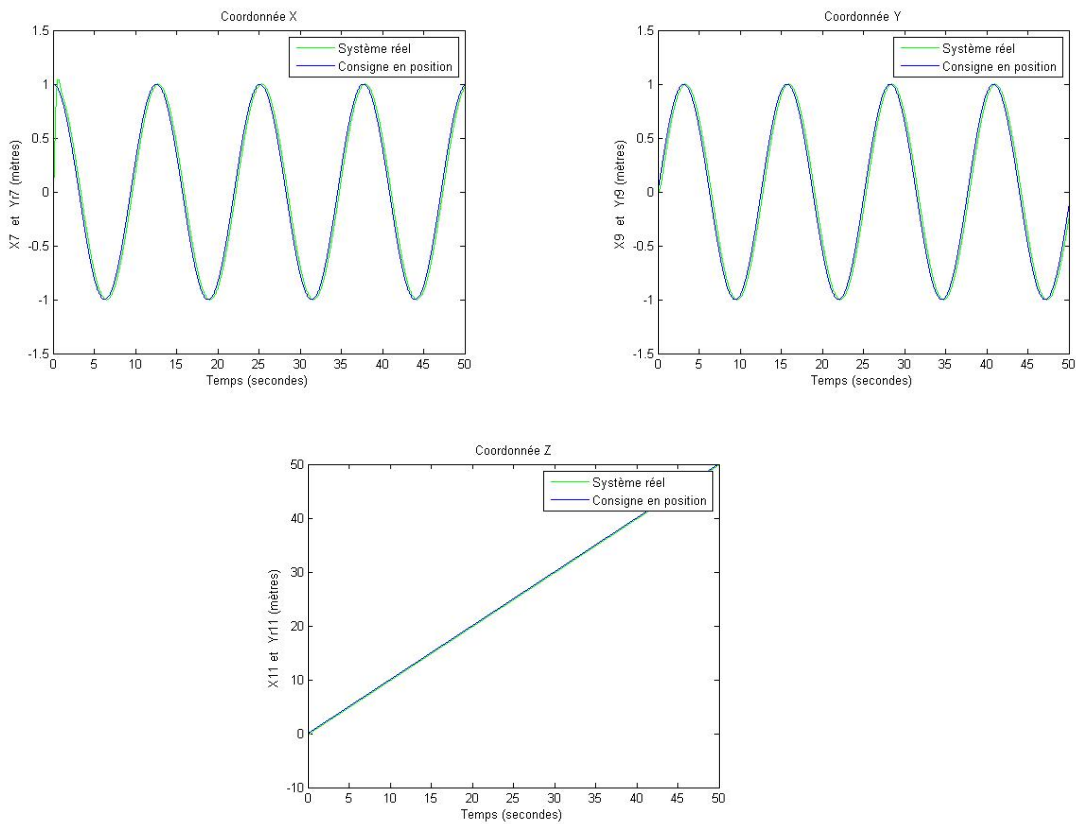 Coordonnée X
1.5
1
0.5
0
-0.5
-1
-1.5
X7 et Yr7 (mètres)
Système réel
Consigne en position
0 5 10 15 20 25 30 35 40 45 50
Temps (secondes)
Coordonnée Y
1.5
1
0.5
0
-0.5
-1
-1.5
X9 et Yr9 (mètres)
Système réel
Consigne en position
0 5 10 15 20 25 30 35 40 45 50
Temps (secondes)
Coordonnée Z
50
40
30
20
10
0
-10
X11 et Yr11 (mètres)
Système réel
Consigne en position
0 5 10 15 20 25 30 35 40 45 50
Temps (secondes)